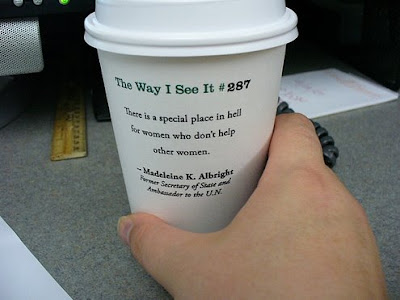 The Way I See It #287
There is a special place in hell
for women who don't help
other women.
– Madeleine K. Albright
Former Secretary of State and
Ambassador to the U.N.